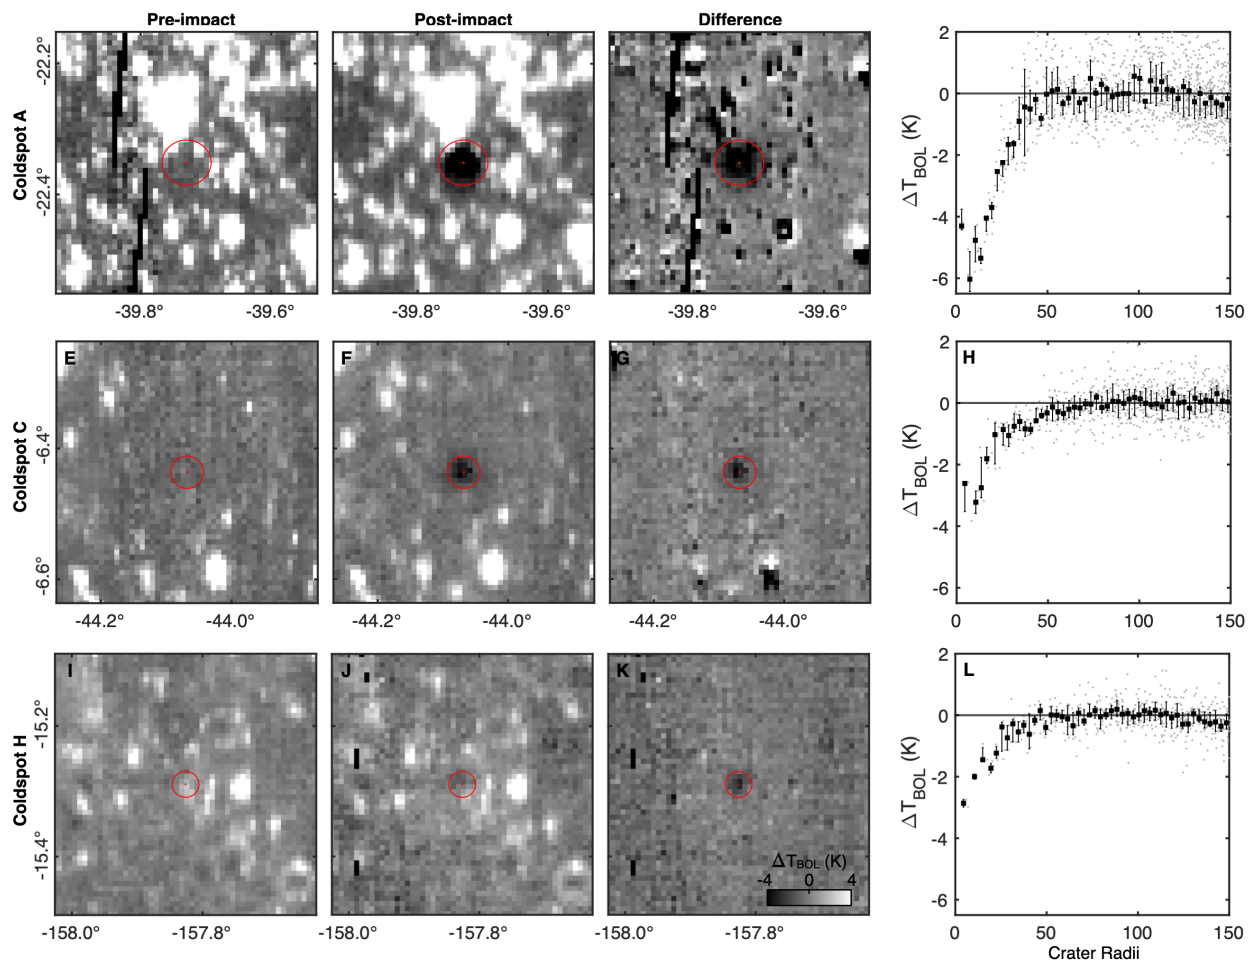 Pre-impact
Post-impact
Difference
Coldspot A
-22.2°
-22.4°
-39.8°
-39.6°
-39.8°
-39.6°
-39.8°
-39.6°
ΔT_BOL (K)
2
0
-2
-4
-6
0
50
100
150
Coldspot C
E
F
G
H
-6.4°
-6.6°
-44.2°
-44.0°
-44.2°
-44.0°
-44.2°
-44.0°
ΔT_BOL (K)
2
0
-2
-4
-6
0
50
100
150
Coldspot H
I
J
K
L
-15.2°
-15.4°
-158.0°
-157.8°
-158.0°
-157.8°
-158.0°
-157.8°
ΔT_BOL (K)
-4
0
4
ΔT_BOL (K)
2
0
-2
-4
-6
0
50
100
150
Crater Radii